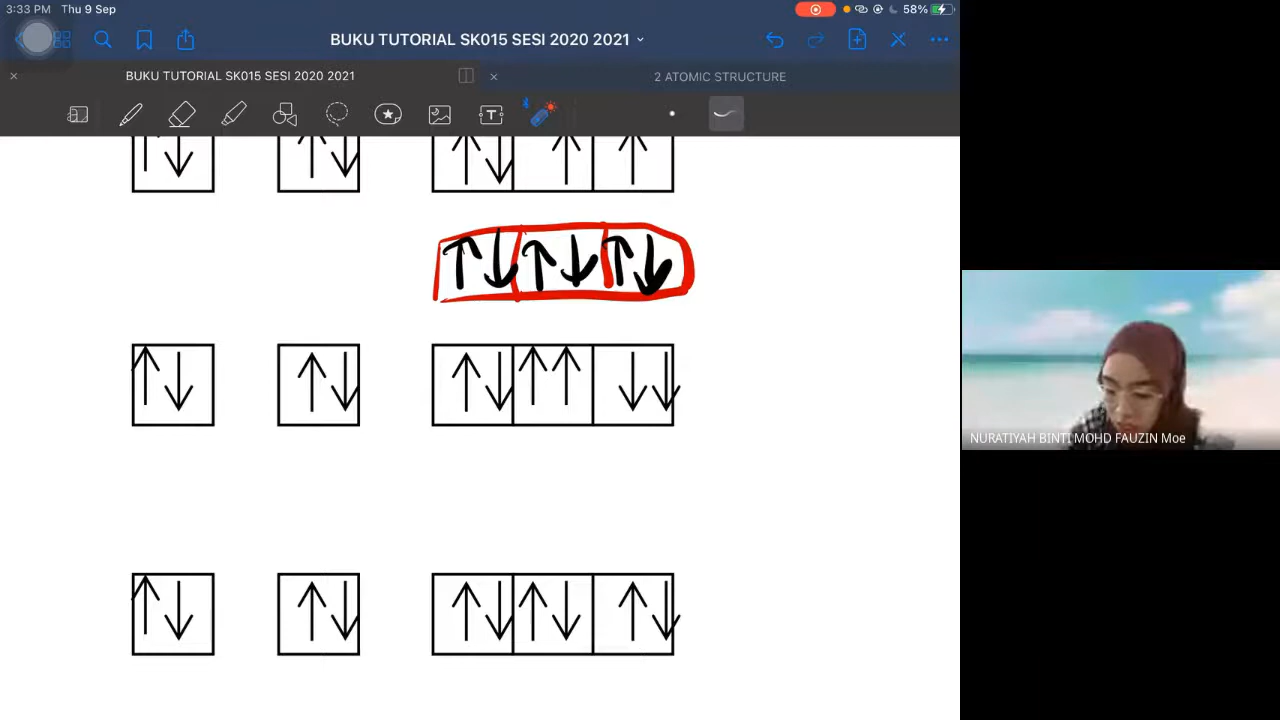 3:33 PM Thu 9 Sep 58%
BUKU TUTORIAL SK015 SESI 2020 2021
BUKU TUTORIAL SK015 SESI 2020 2021
2 ATOMIC STRUCTURE
T
NURATIYAH BINTI MOHD FAUZIN Moe